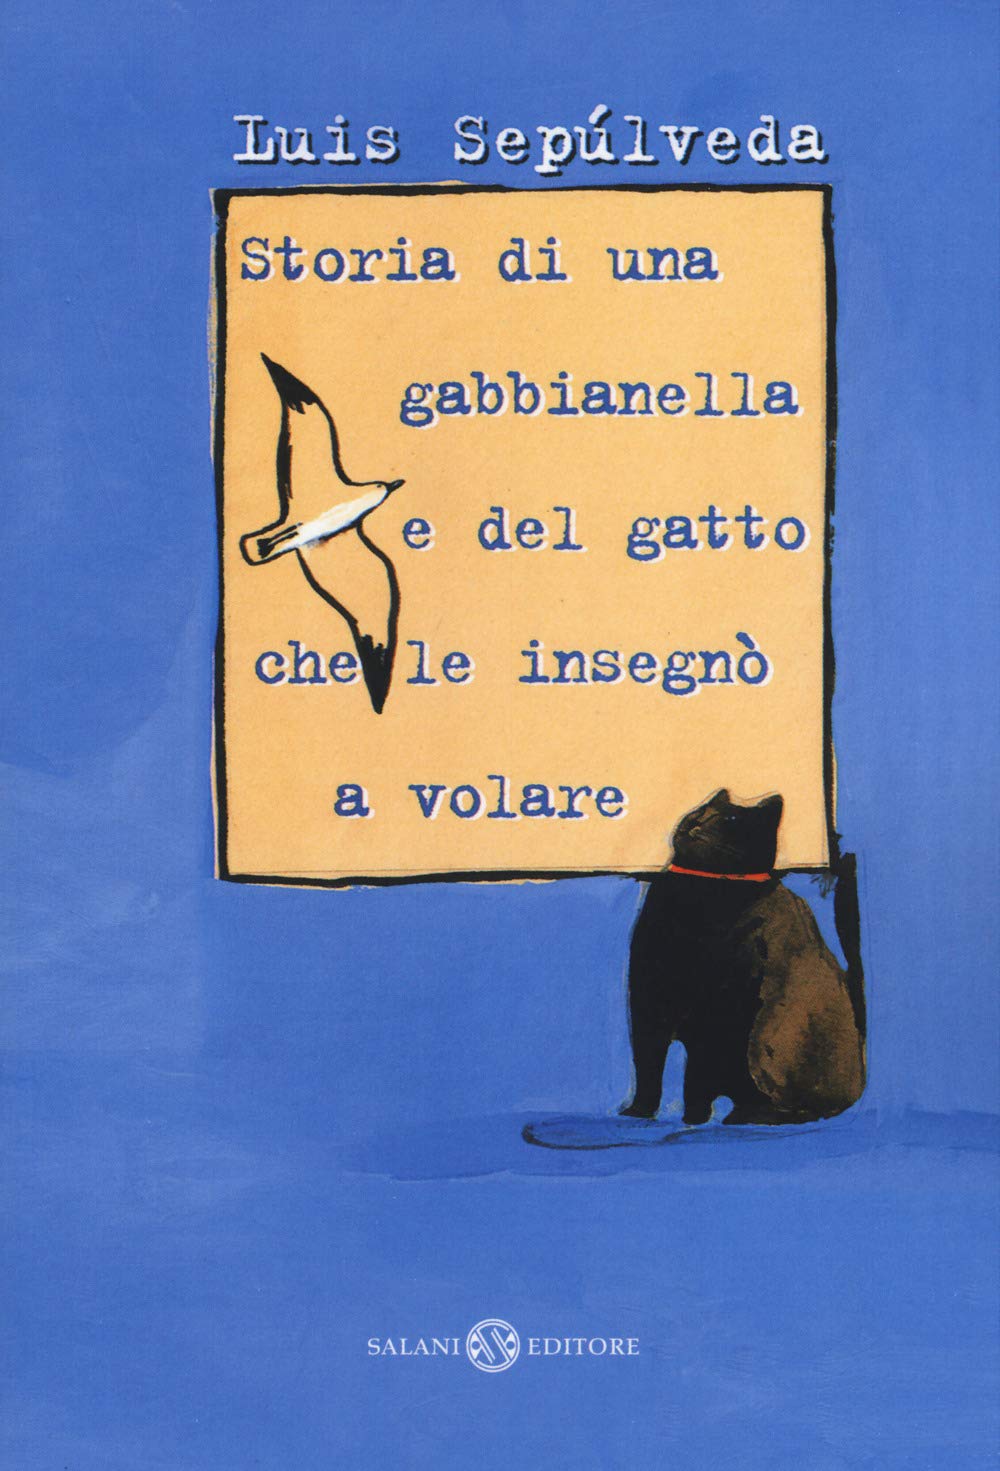 Luis Sepúlveda
Storia di una
gabbianella
e del gatto
che le insegnò
a volare
SALANI EDITORE